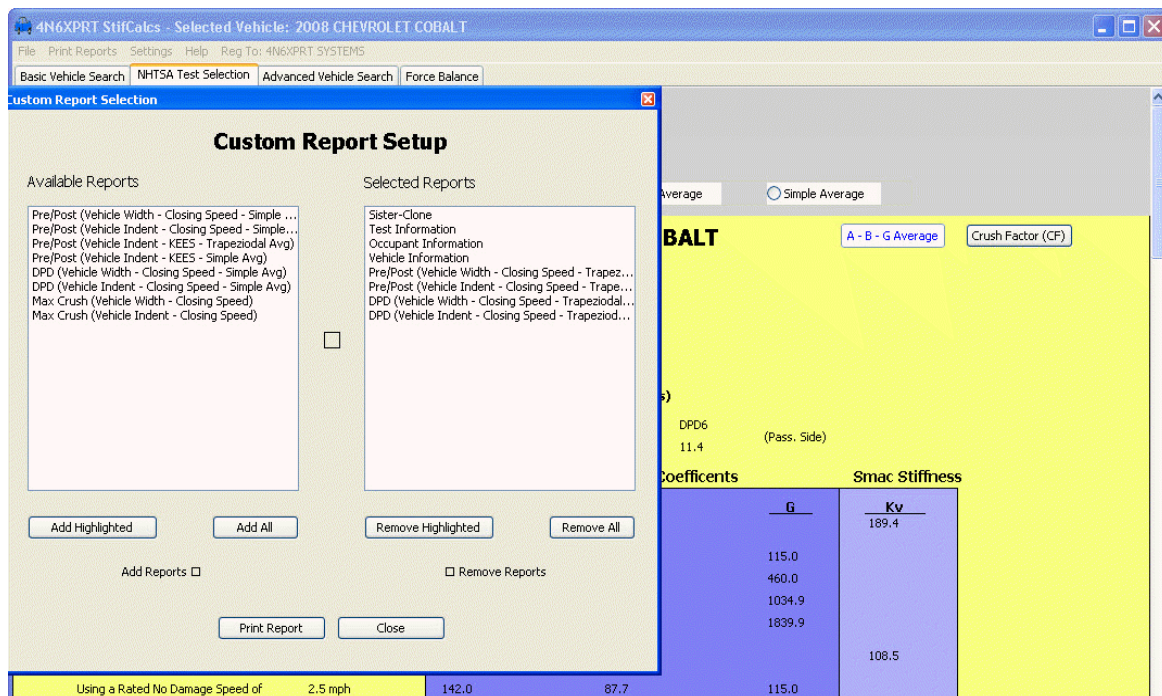 4N6XPRT StifCalcs - Selected Vehicle: 2008 CHEVROLET COBALT
File Print Reports Settings Help Reg To: 4N6XPRT SYSTEMS
Basic Vehicle Search NHTSA Test Selection Advanced Vehicle Search Force Balance
Custom Report Selection
Custom Report Setup
Available Reports
Pre/Post (Vehicle Width - Closing Speed - Simple ...
Pre/Post (Vehicle Indent - Closing Speed - Simple...
Pre/Post (Vehicle Indent - KEES - Trapeziodal Avg)
Pre/Post (Vehicle Indent - KEES - Simple Avg)
DPD (Vehicle Width - Closing Speed - Simple Avg)
DPD (Vehicle Indent - Closing Speed - Simple Avg)
Max Crush (Vehicle Width - Closing Speed)
Max Crush (Vehicle Indent - Closing Speed)
Selected Reports
Sister-Clone
Test Information
Occupant Information
Vehicle Information
Pre/Post (Vehicle Width - Closing Speed - Trapez...
Pre/Post (Vehicle Indent - Closing Speed - Trape...
DPD (Vehicle Width - Closing Speed - Trapeziodal...
DPD (Vehicle Indent - Closing Speed - Trapeziod...
Add Highlighted Add All Remove Highlighted Remove All
Add Reports Remove Reports
Print Report Close
Average Simple Average
BALT A - B - G Average Crush Factor (CF)
s)
DPD6
11.4 (Pass. Side)
Coefficents Smac Stiffness
G Kv
189.4
115.0
460.0
1034.9
1839.9
108.5
Using a Rated No Damage Speed of 2.5 mph 142.0 87.7 115.0